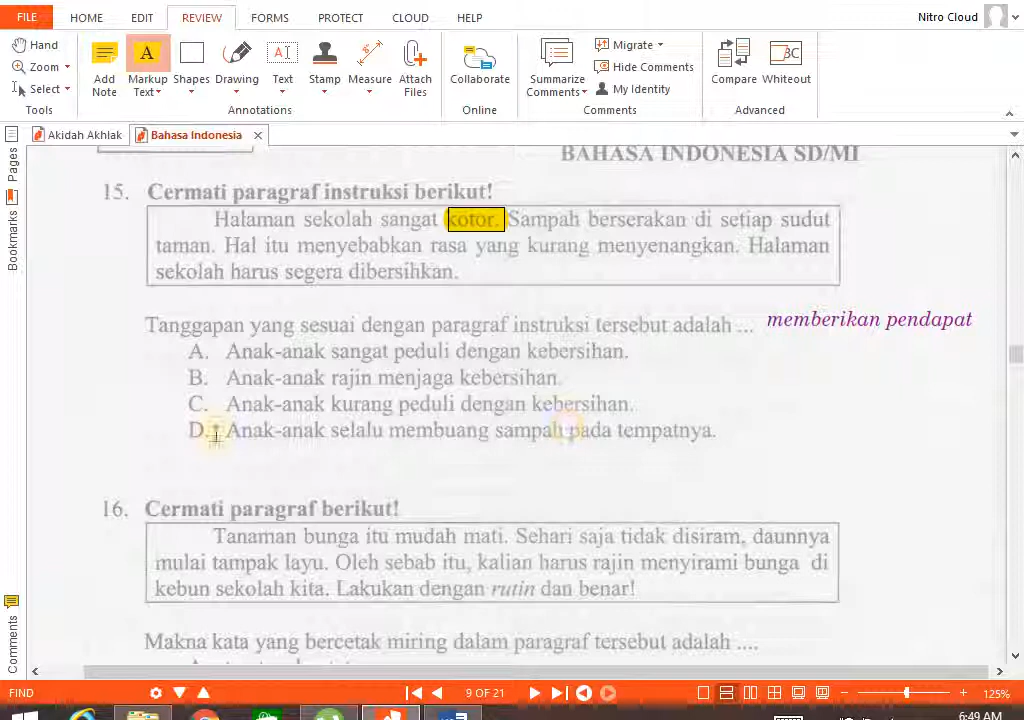 FILE HOME EDIT REVIEW FORMS PROTECT CLOUD HELP Nitro Cloud
Hand
Zoom
Select
Tools
Add Note
Markup Text
Shapes
Drawing
Text
Stamp
Measure
Attach Files
Annotations
Collaborate
Online
Summarize Comments
Migrate
Hide Comments
My Identity
Comments
Compare
Whiteout
Advanced
Akidah Akhlak Bahasa Indonesia
Pages
Bookmarks
Comments
BAHASA INDONESIA SD/MI
15. Cermati paragraf instruksi berikut!
Halaman sekolah sangat kotor. Sampah berserakan di setiap sudut
taman. Hal itu menyebabkan rasa yang kurang menyenangkan. Halaman
sekolah harus segera dibersihkan.
Tanggapan yang sesuai dengan paragraf instruksi tersebut adalah ... memberikan pendapat
A. Anak-anak sangat peduli dengan kebersihan.
B. Anak-anak rajin menjaga kebersihan.
C. Anak-anak kurang peduli dengan kebersihan.
D. Anak-anak selalu membuang sampah pada tempatnya.
16. Cermati paragraf berikut!
Tanaman bunga itu mudah mati. Sehari saja tidak disiram, daunnya
mulai tampak layu. Oleh sebab itu, kalian harus rajin menyirami bunga di
kebun sekolah kita. Lakukan dengan rutin dan benar!
Makna kata yang bercetak miring dalam paragraf tersebut adalah ....
FIND 9 OF 21 125%
6:49 AM